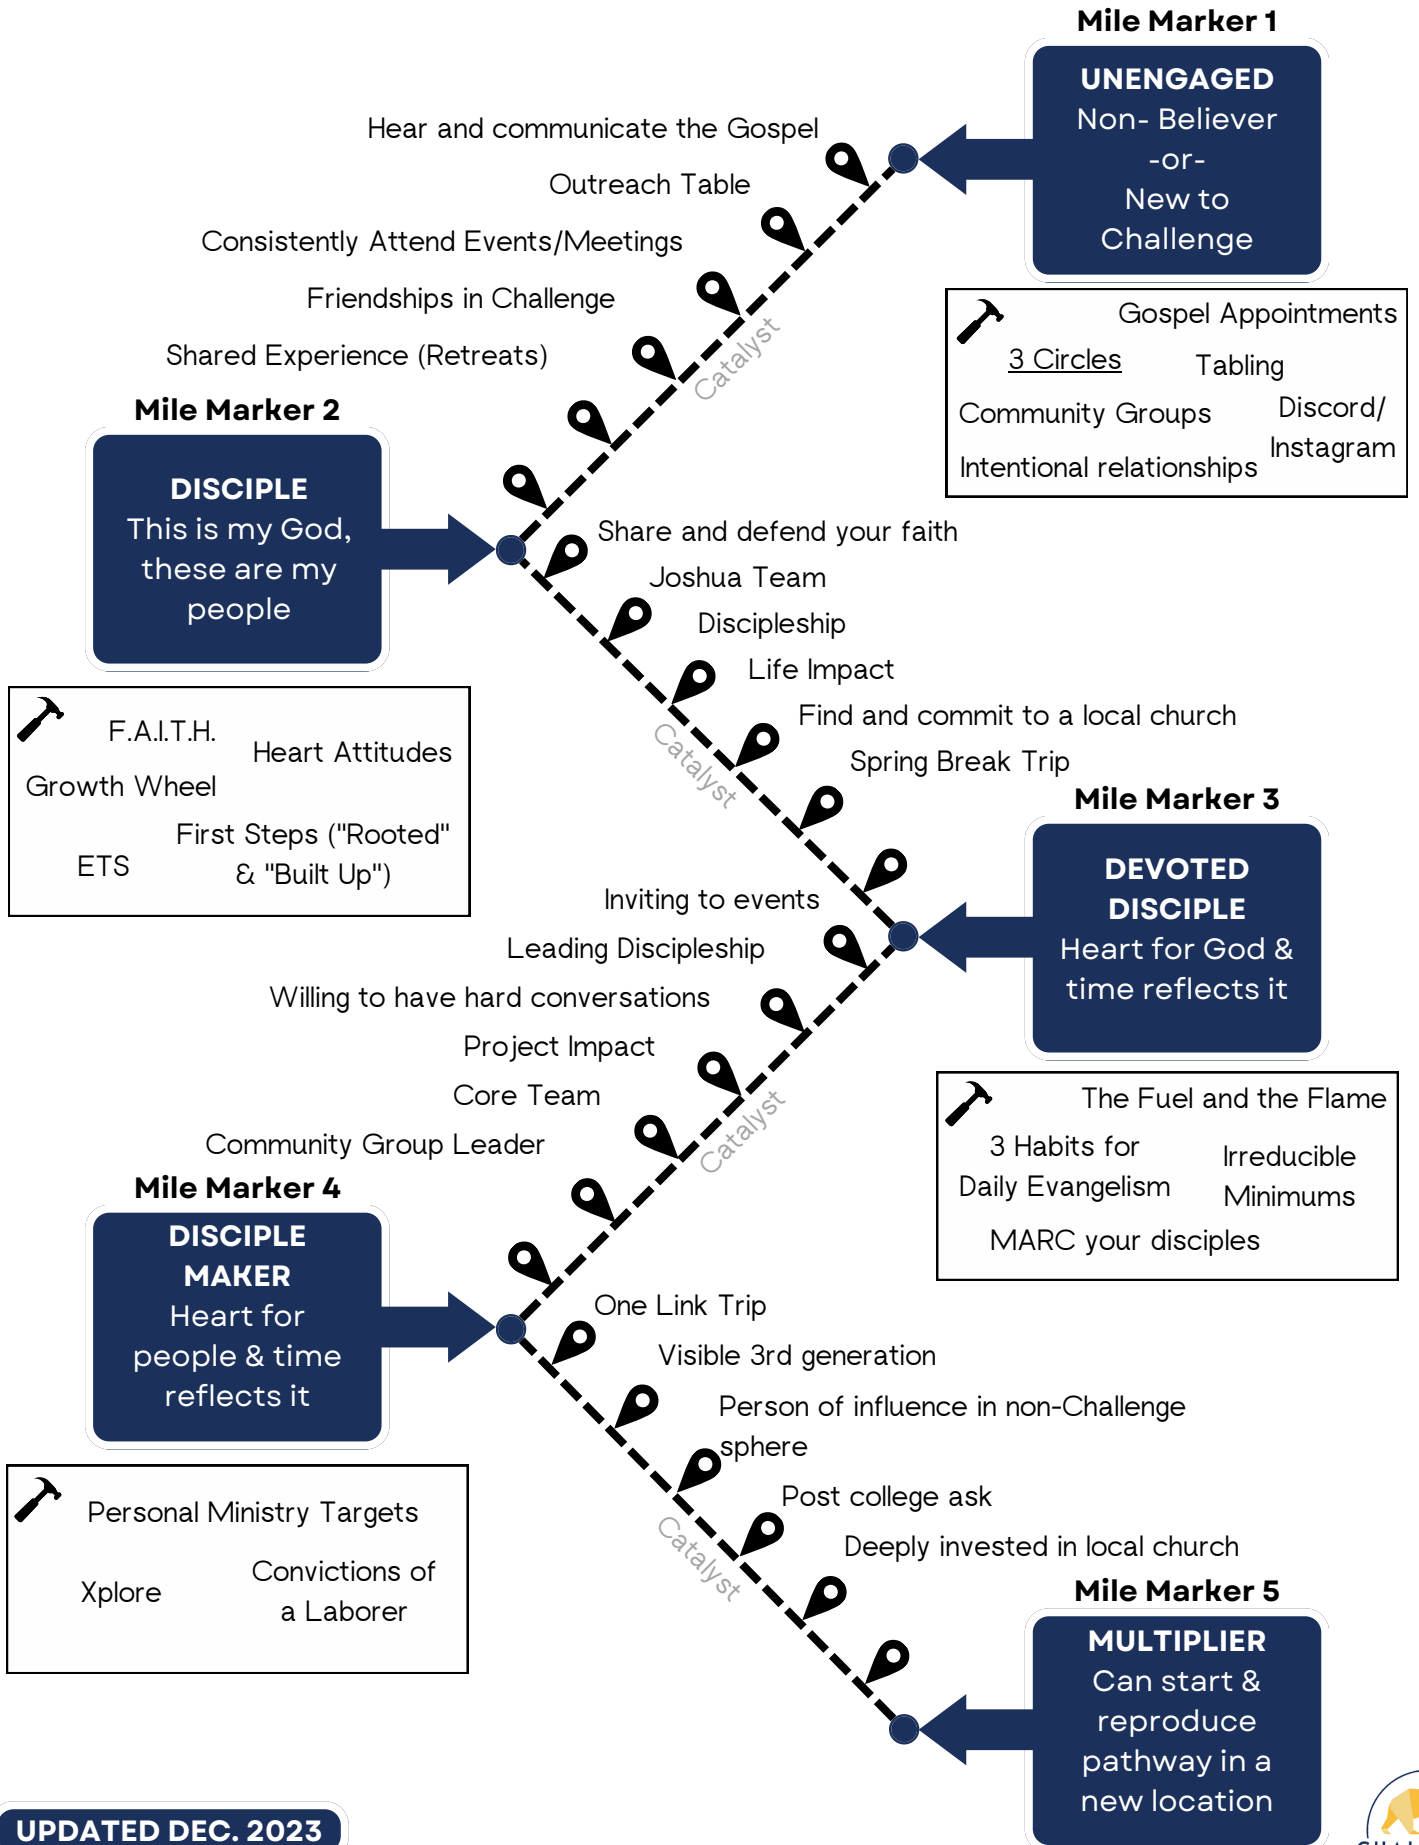 Mile Marker 1
UNENGAGED
Non- Believer
-or-
New to
Challenge
Hear and communicate the Gospel
Outreach Table
Consistently Attend Events/Meetings
Friendships in Challenge
Shared Experience (Retreats)
Catalyst
Gospel Appointments
3 Circles
Tabling
Community Groups
Discord/
Instagram
Intentional relationships
Mile Marker 2
DISCIPLE
This is my God,
these are my
people
Share and defend your faith
Joshua Team
Discipleship
Life Impact
Find and commit to a local church
Spring Break Trip
Catalyst
F.A.I.T.H.
Heart Attitudes
Growth Wheel
First Steps ("Rooted"
& "Built Up")
ETS
Mile Marker 3
DEVOTED
DISCIPLE
Heart for God &
time reflects it
Inviting to events
Leading Discipleship
Willing to have hard conversations
Project Impact
Core Team
Community Group Leader
Catalyst
The Fuel and the Flame
3 Habits for
Daily Evangelism
Irreducible
Minimums
MARC your disciples
Mile Marker 4
DISCIPLE
MAKER
Heart for
people & time
reflects it
One Link Trip
Visible 3rd generation
Person of influence in non-Challenge
sphere
Post college ask
Deeply invested in local church
Catalyst
Personal Ministry Targets
Xplore
Convictions of
a Laborer
Mile Marker 5
MULTIPLIER
Can start &
reproduce
pathway in a
new location
UPDATED DEC. 2023